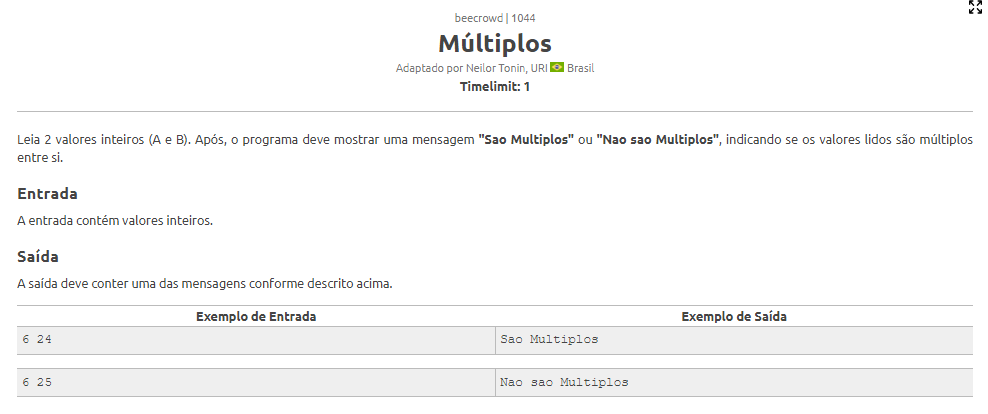 beecrowd | 1044
Múltiplos
Adaptado por Neilor Tonin, URI Brasil
Timelimit: 1
Leia 2 valores inteiros (A e B). Após, o programa deve mostrar uma mensagem "Sao Multiplos" ou "Nao sao Multiplos", indicando se os valores lidos são múltiplos
entre si.
Entrada
A entrada contém valores inteiros.
Saída
A saída deve conter uma das mensagens conforme descrito acima.
Exemplo de Entrada Exemplo de Saída
6 24 Sao Multiplos
6 25 Nao sao Multiplos